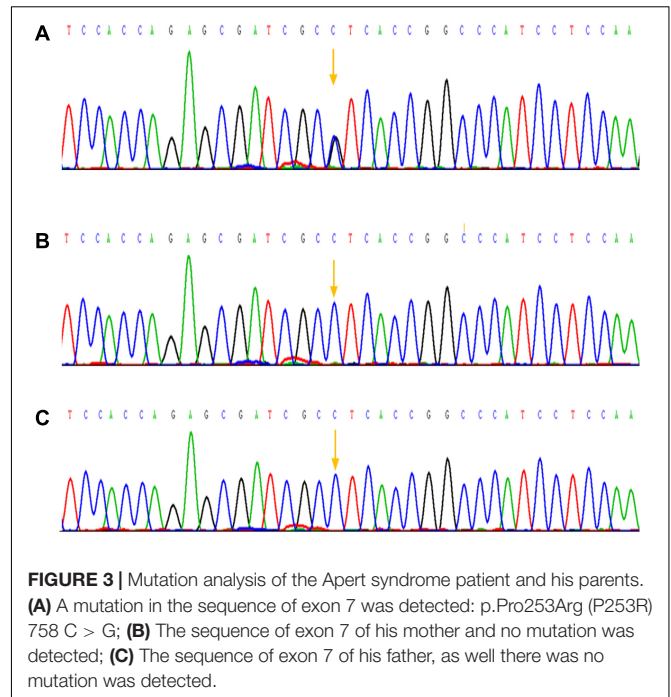 A T C C A C C A G A G C G A T C G C C T C A C C G G C C C A T C C T C C A A
B T C C A C C A G A G C G A T C G C C T C A C C G G C C C A T C C T C C A A
C T C C A C C A G A G C G A T C G C C T C A C C G G C C C A T C C T C C A A
FIGURE 3 | Mutation analysis of the Apert syndrome patient and his parents.
(A) A mutation in the sequence of exon 7 was detected: p.Pro253Arg (P253R)
758 C > G; (B) The sequence of exon 7 of his mother and no mutation was
detected; (C) The sequence of exon 7 of his father, as well there was no
mutation was detected.